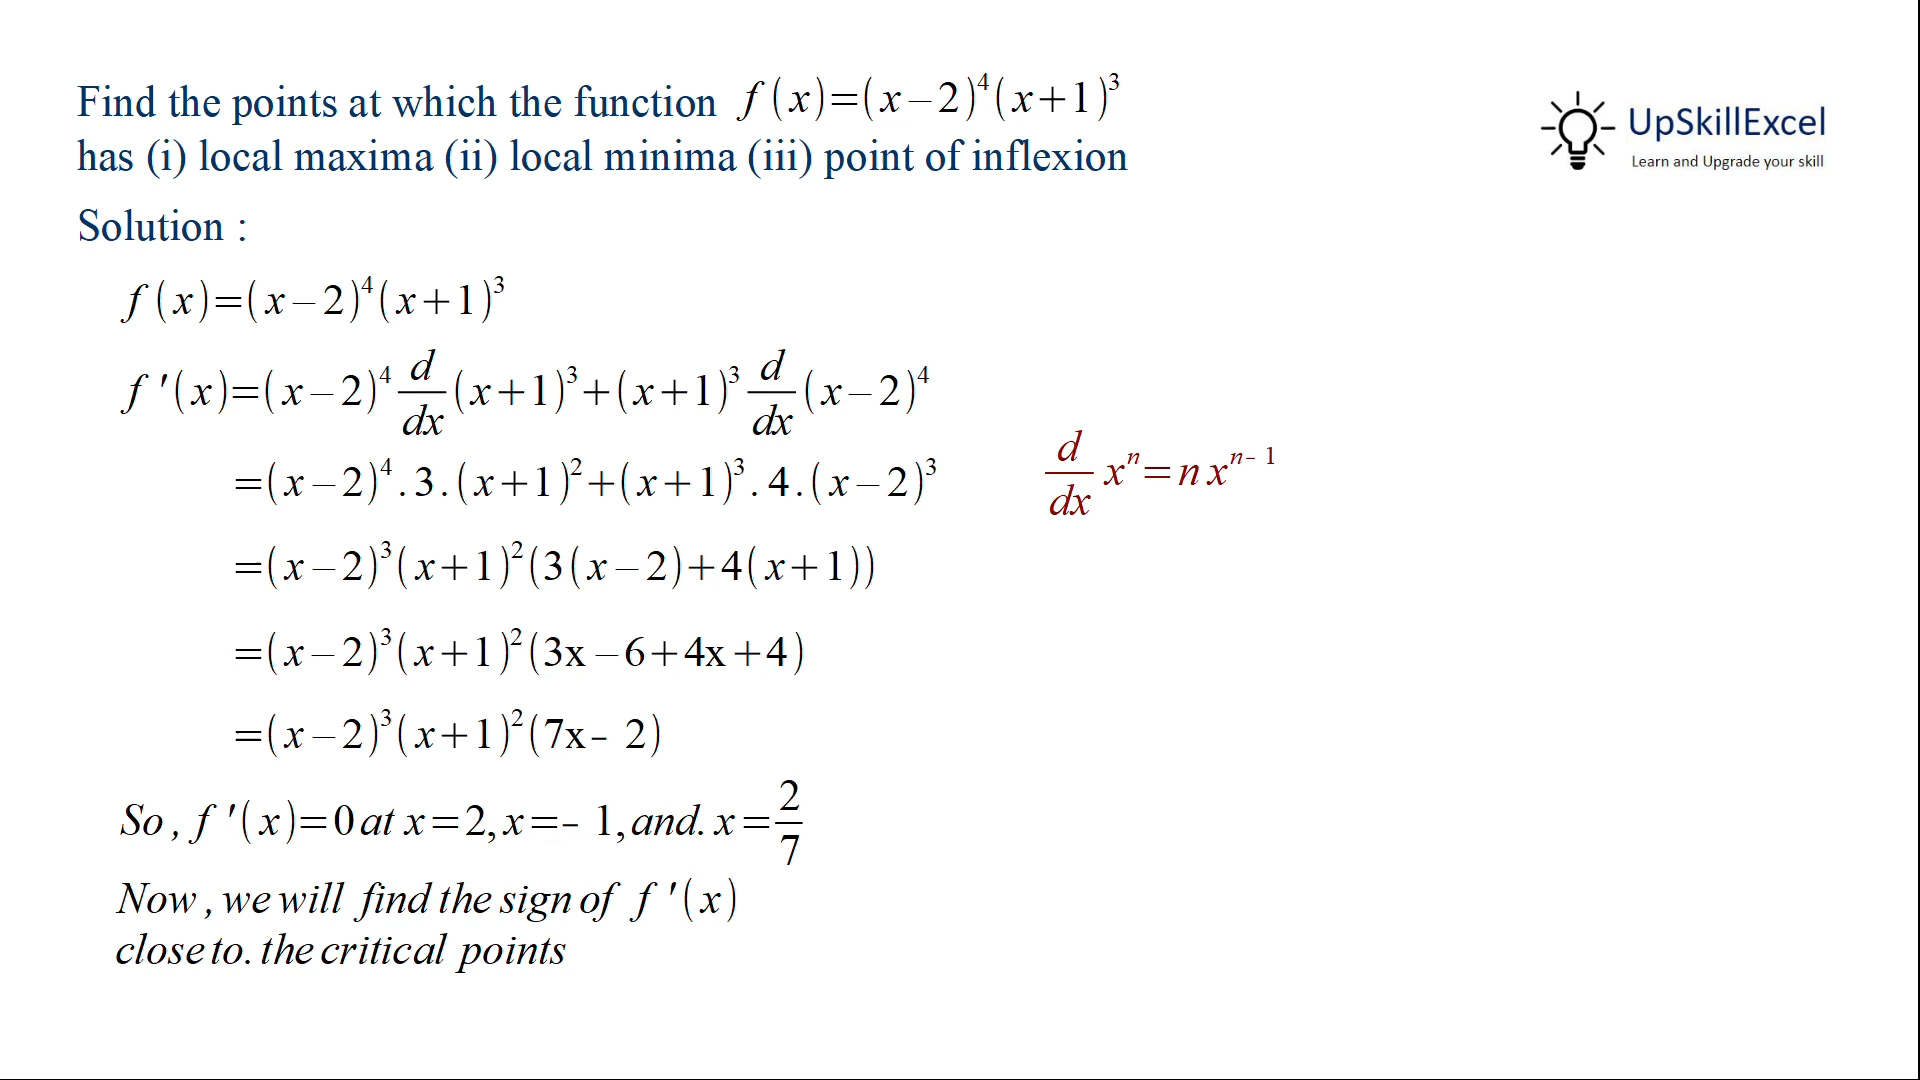 Find the points at which the function f(x)=(x–2)⁴(x+1)³
has (i) local maxima (ii) local minima (iii) point of inflexion
UpSkillExcel
Learn and Upgrade your skill
Solution :
f(x)=(x–2)⁴(x+1)³
f'(x)=(x–2)⁴ d/dx (x+1)³+(x+1)³ d/dx (x–2)⁴
=(x–2)⁴.3.(x+1)²+(x+1)³.4.(x–2)³
d/dx xⁿ=n xⁿ⁻¹
=(x–2)³(x+1)²(3(x–2)+4(x+1))
=(x–2)³(x+1)²(3x–6+4x+4)
=(x–2)³(x+1)²(7x– 2)
So, f'(x)=0 at x=2, x=– 1, and. x=2/7
Now, we will find the sign of f'(x)
close to. the critical points